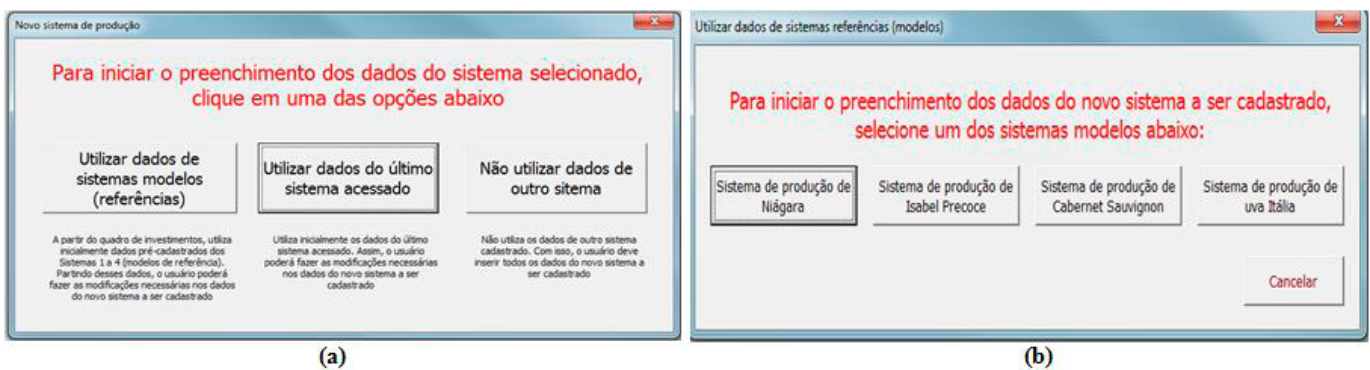 Novo sistema de produção
Para iniciar o preenchimento dos dados do sistema selecionado,
clique em uma das opções abaixo
Utilizar dados de
sistemas modelos
(referências)
Utilizar dados do último
sistema acessado
Não utilizar dados de
outro sitema
A partir do quadro de investimentos, utiliza
inicialmente dados pré-cadastrados dos
Sistemas 1 a 4 (modelos de referência).
Partindo desses dados, o usuário poderá
fazer as modificações necessárias nos dados
do novo sistema a ser cadastrado
Utiliza inicialmente os dados do último
sistema acessado. Assim, o usuário
poderá fazer as modificações necessárias
nos dados do novo sistema a ser
cadastrado
Não utiliza os dados de outro sistema
cadastrado. Com isso, o usuário deve
inserir todos os dados do novo sistema a
ser cadastrado
(a)
Utilizar dados de sistemas referências (modelos)
X
Para iniciar o preenchimento dos dados do novo sistema a ser cadastrado,
selecione um dos sistemas modelos abaixo:
Sistema de produção de
Niágara
Sistema de produção de
Isabel Precoce
Sistema de produção de
Cabernet Sauvignon
Sistema de produção de
uva Itália
Cancelar
(b)